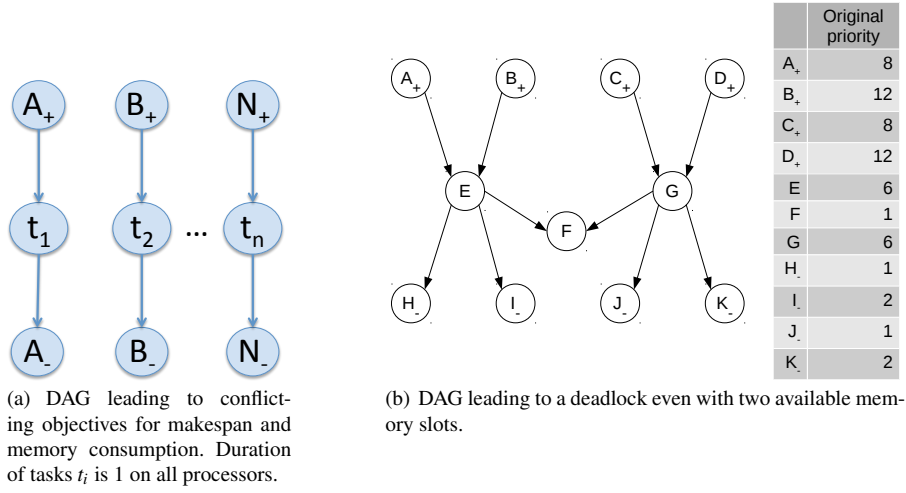 A+ B+ N+
t1 t2 ... tn
A- B- N-
(a) DAG leading to conflict-
ing objectives for makespan and
memory consumption. Duration
of tasks ti is 1 on all processors.
A+ B+ C+ D+
E G
F
H- I- J- K-
(b) DAG leading to a deadlock even with two available mem-
ory slots.
Original
priority
A+ 8
B+ 12
C+ 8
D+ 12
E 6
F 1
G 6
H- 1
I- 2
J- 1
K- 2